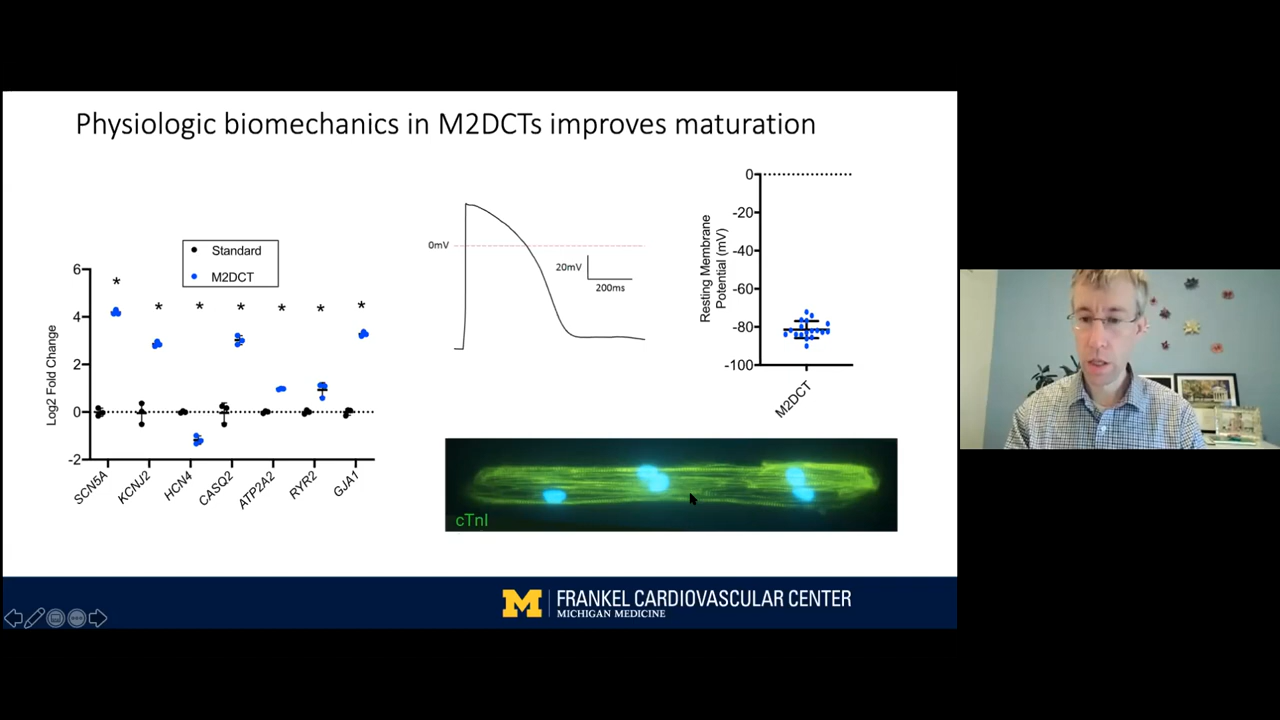 Physiologic biomechanics in M2DCTs improves maturation
Standard
M2DCT
*
*
*
*
*
*
*
6
4
2
0
-2
Log2 Fold Change
SCN5A
KCNJ2
HCN4
CASQ2
ATP2A2
RYR2
GJA1
0mV
20mV
200ms
0
-20
-40
-60
-80
-100
Resting Membrane
Potential (mV)
M2DCT
cTnI
M
FRANKEL CARDIOVASCULAR CENTER
MICHIGAN MEDICINE